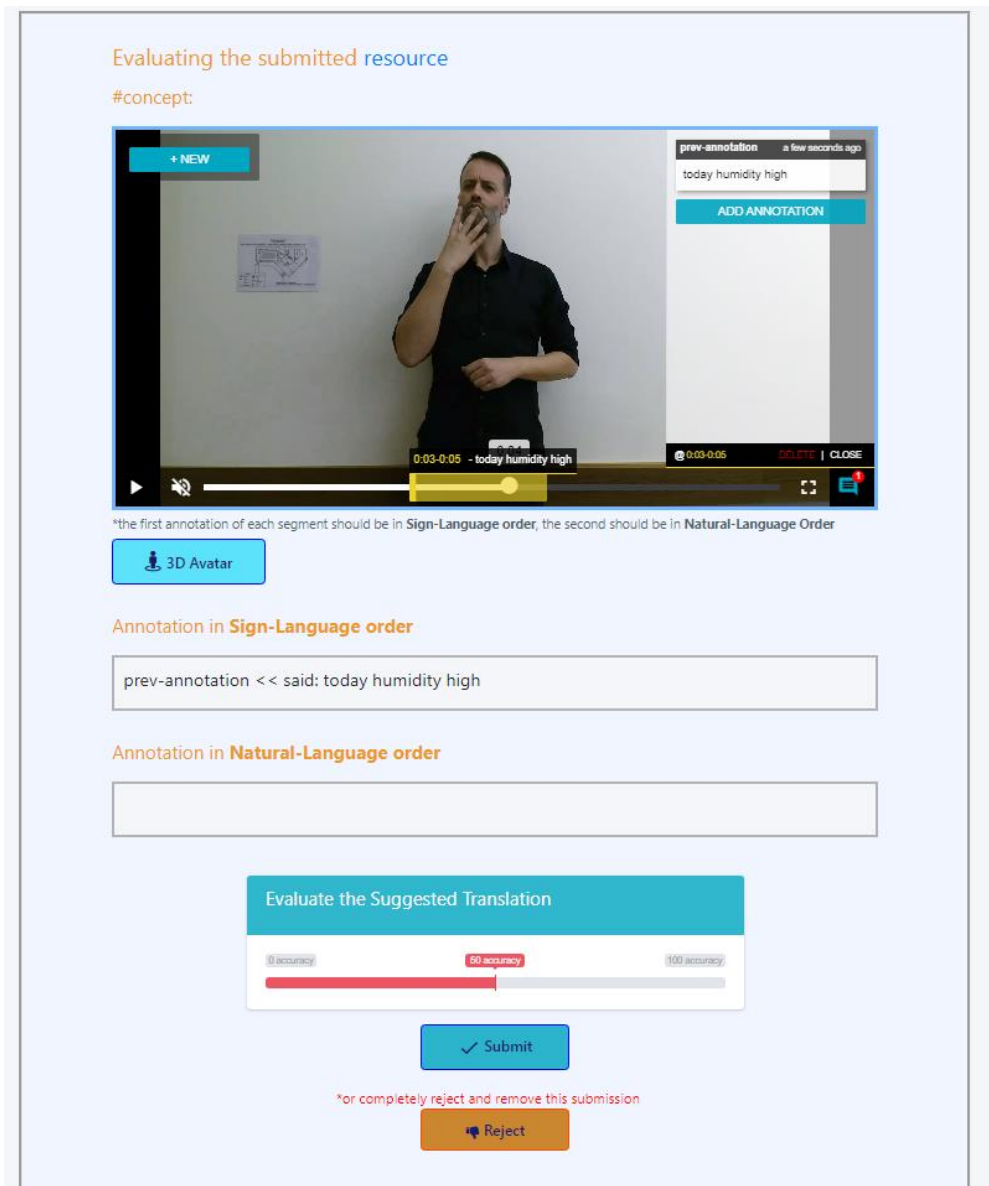 Evaluating the submitted resource
#concept:
+ NEW
prev-annotation a few seconds ago
today humidity high
ADD ANNOTATION
0:04
0:03-0:05 - today humidity high
@0:03-0:05 DELETE | CLOSE
1
*the first annotation of each segment should be in Sign-Language order, the second should be in Natural-Language Order
3D Avatar
Annotation in Sign-Language order
prev-annotation << said: today humidity high
Annotation in Natural-Language order
Evaluate the Suggested Translation
0 accuracy 50 accuracy 100 accuracy
Submit
*or completely reject and remove this submission
Reject